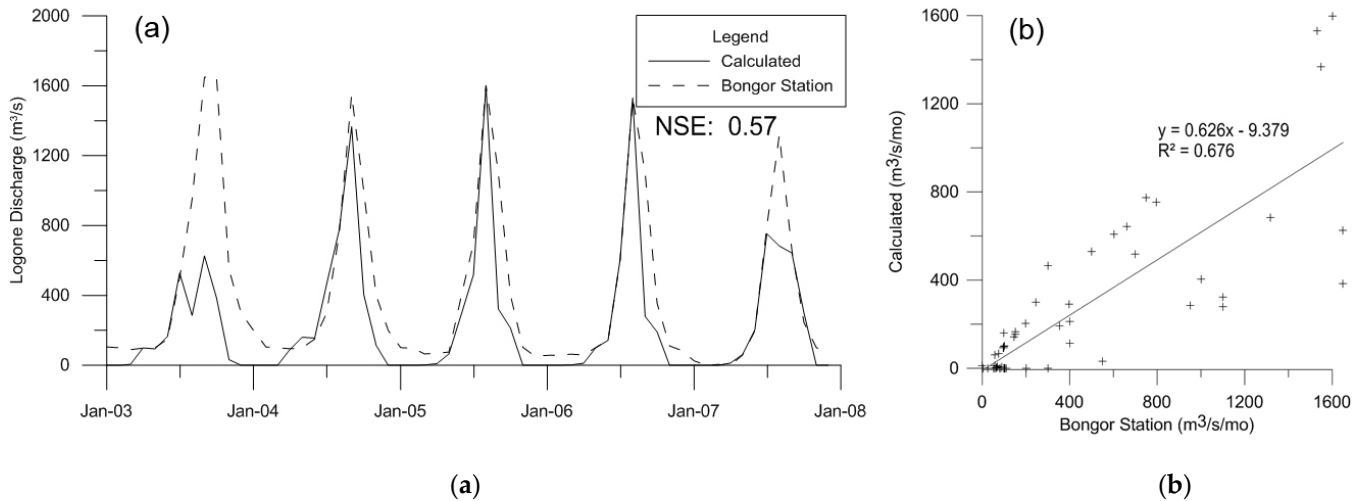 (a)
2000
1600
1200
800
400
0
Logone Discharge (m³/s)
Jan-03
Jan-04
Jan-05
Jan-06
Jan-07
Jan-08
Legend
Calculated
Bongor Station
NSE: 0.57
(b)
1600
1200
800
400
0
Calculated (m³/s/mo)
y = 0.626x - 9.379
R² = 0.676
0
400
800
1200
1600
Bongor Station (m³/s/mo)
(a)
(b)